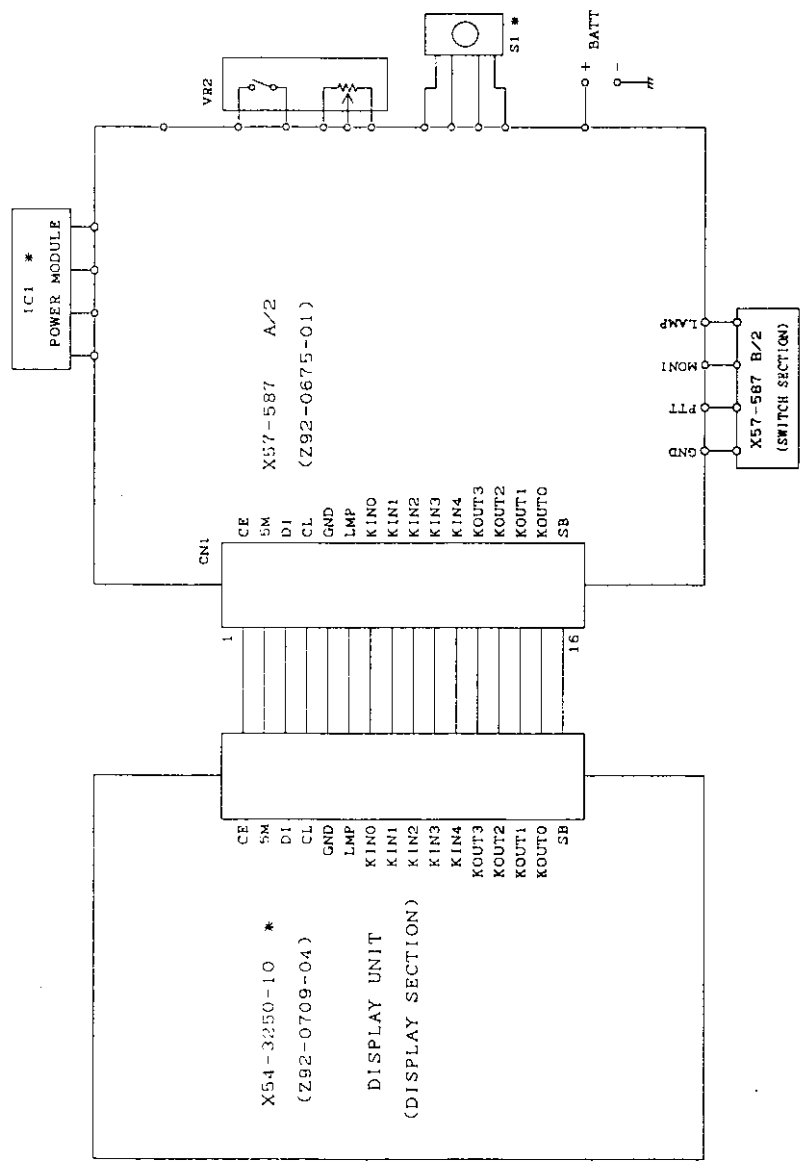 X54-3250-10 *
(Z92-0709-04)
DISPLAY UNIT
(DISPLAY SECTION)
CE
5M
DI
CL
GND
LMP
KIN0
KIN1
KIN2
KIN3
KIN4
KOUT3
KOUT2
KOUT1
KOUT0
SB
1
16
CN1
CE
5M
DI
CL
GND
LMP
KIN0
KIN1
KIN2
KIN3
KIN4
KOUT3
KOUT2
KOUT1
KOUT0
SB
X57-587 A/2
(Z92-0675-01)
IC1 *
POWER MODULE
GND
PTT
MONI
LAMP
X57-587 B/2
(SWITCH SECTION)
VR2
S1 *
+
-
BATT